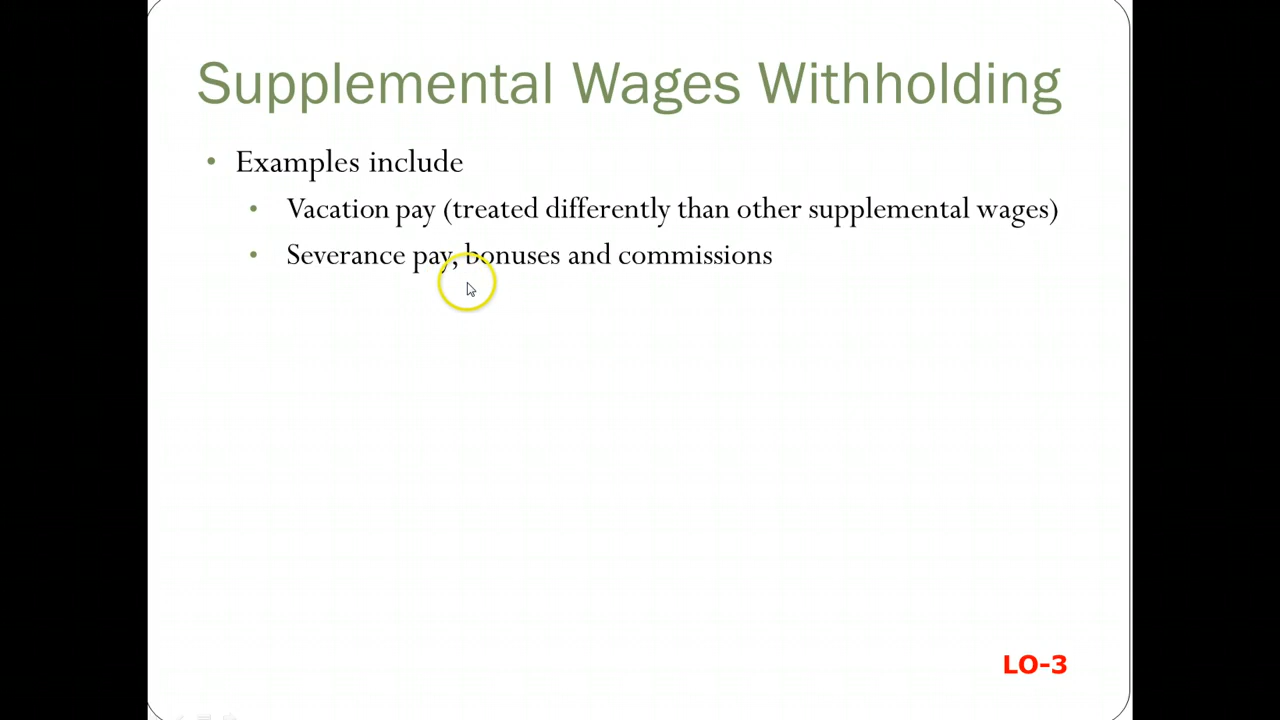 Supplemental Wages Withholding
• Examples include
• Vacation pay (treated differently than other supplemental wages)
• Severance pay, bonuses and commissions
LO-3